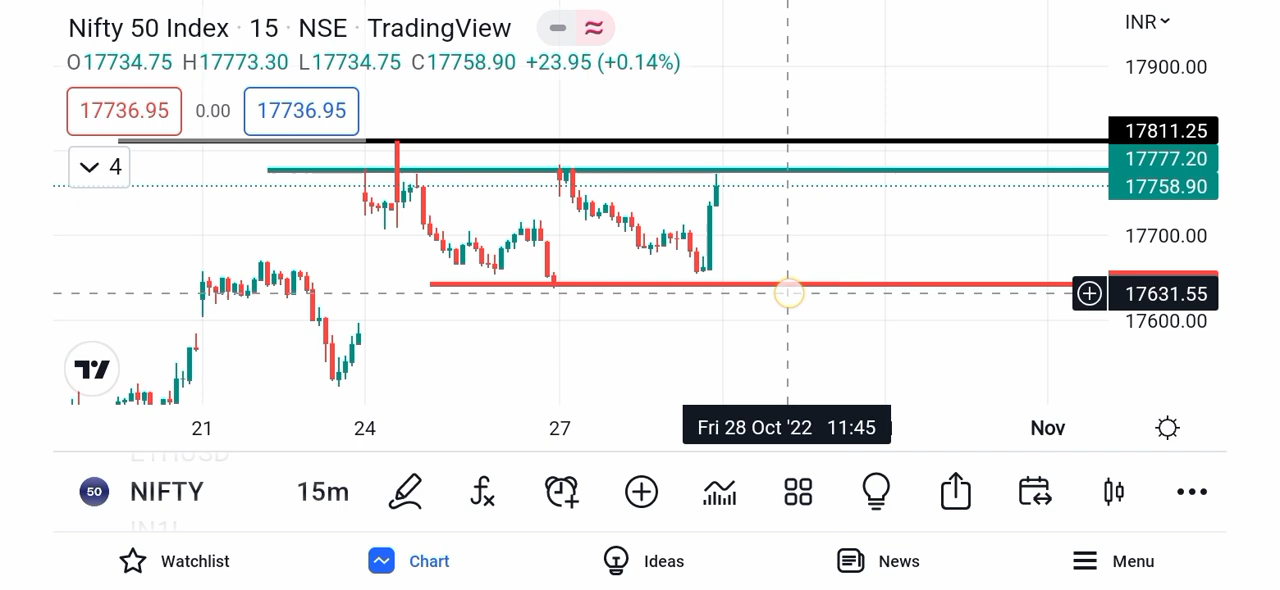 Nifty 50 Index · 15 · NSE · TradingView
INR
O17734.75 H17773.30 L17734.75 C17758.90 +23.95 (+0.14%)
17900.00
17736.95 0.00 17736.95
17811.25
4
17777.20
17758.90
17700.00
17631.55
17600.00
21 24 27 Fri 28 Oct '22 11:45 Nov
ETHUSD
50 NIFTY 15m
Watchlist Chart Ideas News Menu